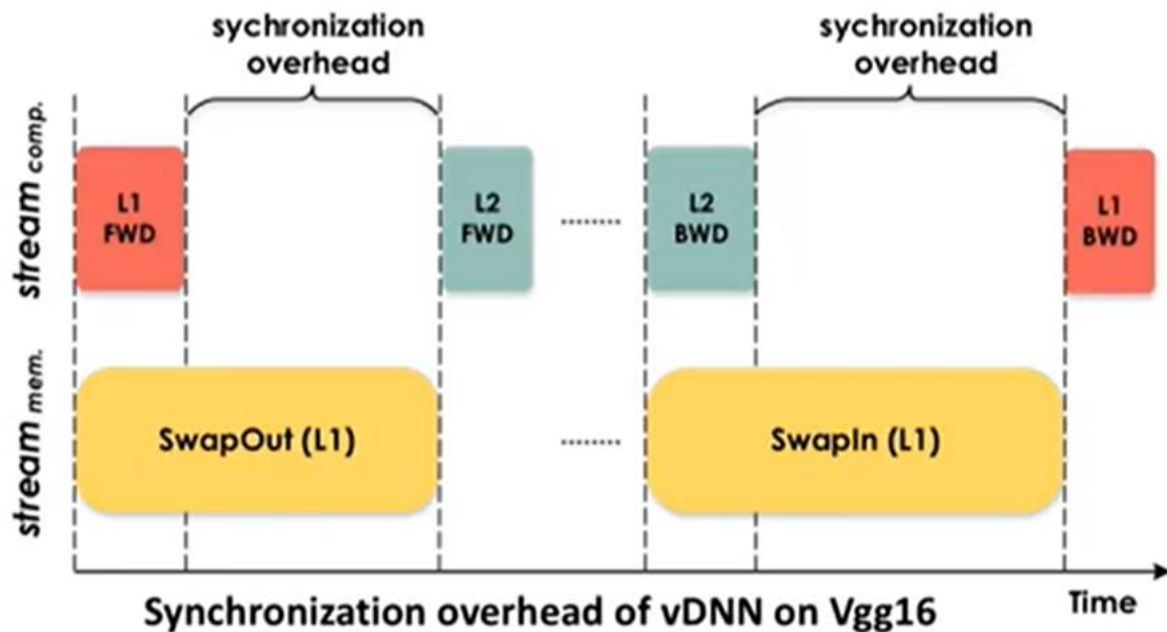 sychronization
overhead
sychronization
overhead
stream comp.
L1
FWD
L2
FWD
........
L2
BWD
L1
BWD
stream mem.
SwapOut (L1)
........
SwapIn (L1)
Time
Synchronization overhead of vDNN on Vgg16